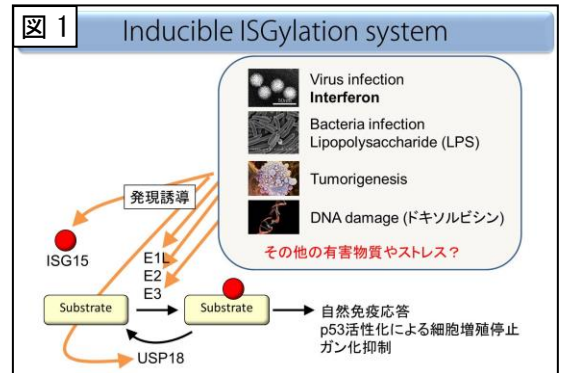 図 1
Inducible ISGylation system
Virus infection
Interferon
Bacteria infection
Lipopolysaccharide (LPS)
Tumorigenesis
DNA damage (ドキソルビシン)
その他の有害物質やストレス？
発現誘導
ISG15
E1L
E2
E3
Substrate
Substrate
USP18
自然免疫応答
p53活性化による細胞増殖停止
ガン化抑制